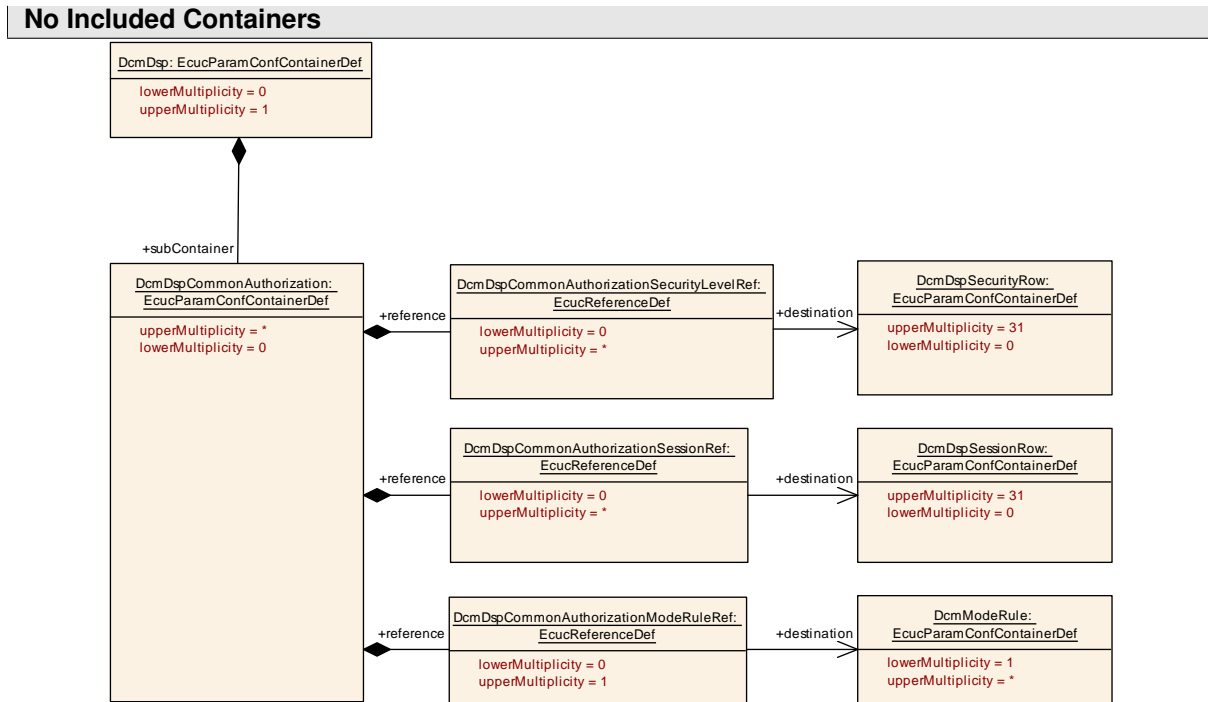 No Included Containers
DcmDsp: EcucParamConfContainerDef
lowerMultiplicity = 0
upperMultiplicity = 1
+subContainer
DcmDspCommonAuthorization:
EcucParamConfContainerDef
upperMultiplicity = *
lowerMultiplicity = 0
+reference
DcmDspCommonAuthorizationSecurityLevelRef:
EcucReferenceDef
lowerMultiplicity = 0
upperMultiplicity = *
+destination
DcmDspSecurityRow:
EcucParamConfContainerDef
upperMultiplicity = 31
lowerMultiplicity = 0
+reference
DcmDspCommonAuthorizationSessionRef:
EcucReferenceDef
lowerMultiplicity = 0
upperMultiplicity = *
+destination
DcmDspSessionRow:
EcucParamConfContainerDef
upperMultiplicity = 31
lowerMultiplicity = 0
+reference
DcmDspCommonAuthorizationModeRuleRef:
EcucReferenceDef
lowerMultiplicity = 0
upperMultiplicity = 1
+destination
DcmModeRule:
EcucParamConfContainerDef
lowerMultiplicity = 1
upperMultiplicity = *